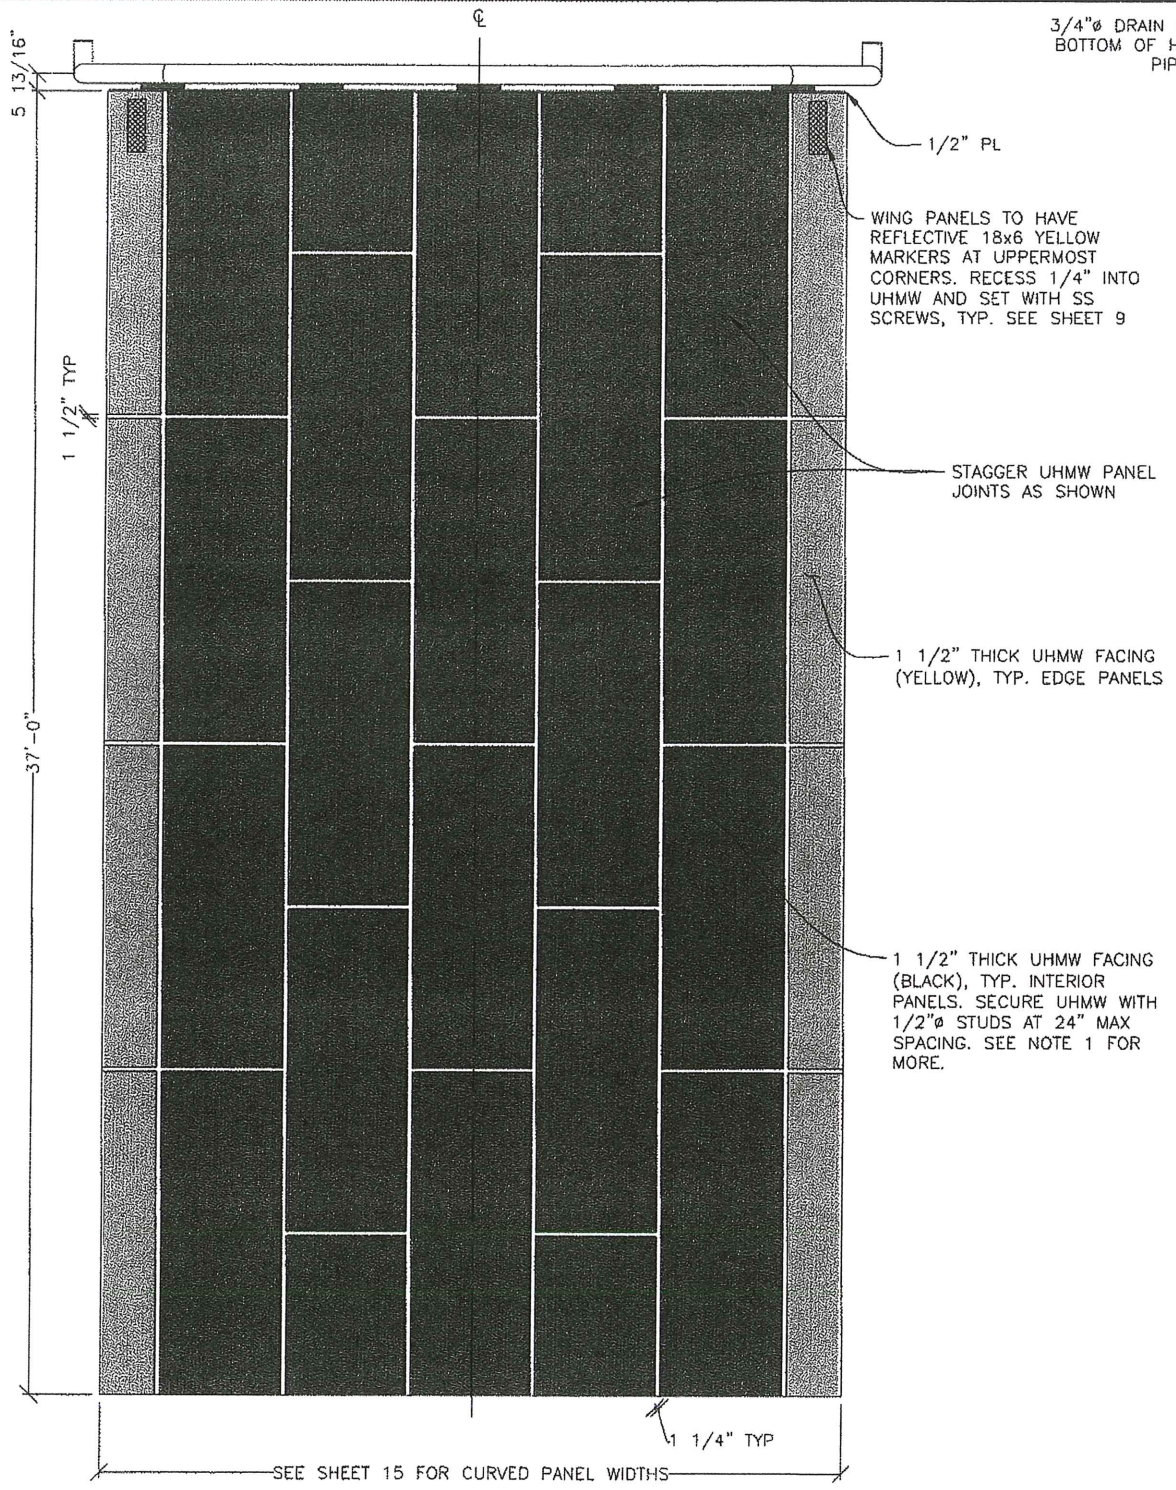 ℄
3/4"ø DRAIN
BOTTOM OF
5 13/16"
1/2" PL
WING PANELS TO HAVE
REFLECTIVE 18x6 YELLOW
MARKERS AT UPPERMOST
CORNERS. RECESS 1/4" INTO
UHMW AND SET WITH SS
SCREWS, TYP. SEE SHEET 9
1 1/2" TYP
STAGGER UHMW PANEL
JOINTS AS SHOWN
1 1/2" THICK UHMW FACING
(YELLOW), TYP. EDGE PANELS
37'-0"
1 1/2" THICK UHMW FACING
(BLACK), TYP. INTERIOR
PANELS. SECURE UHMW WITH
1/2"ø STUDS AT 24" MAX
SPACING. SEE NOTE 1 FOR
MORE.
1 1/4" TYP
SEE SHEET 15 FOR CURVED PANEL WIDTHS